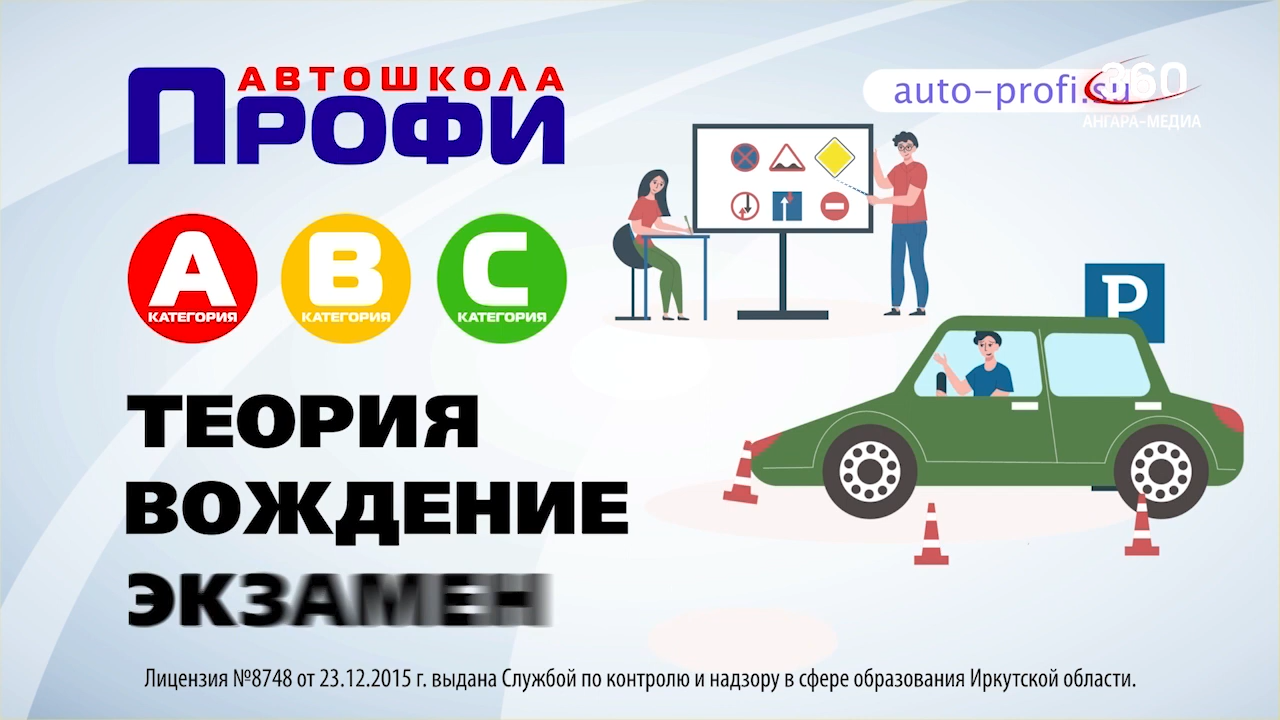 АВТОШКОЛА
ПРОФИ
auto-profi.su
360
АНГАРА-МЕДИА
A
КАТЕГОРИЯ
B
КАТЕГОРИЯ
C
КАТЕГОРИЯ
P
ТЕОРИЯ
ВОЖДЕНИЕ
ЭКЗАМЕН
Лицензия №8748 от 23.12.2015 г. выдана Службой по контролю и надзору в сфере образования Иркутской области.